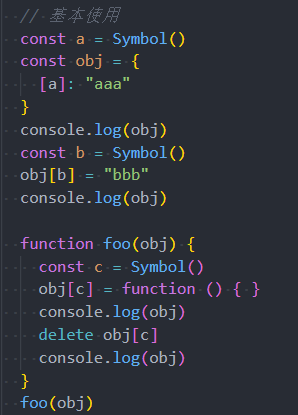 // 基本使用
const a = Symbol()
const obj = {
  [a]: "aaa"
}
console.log(obj)
const b = Symbol()
obj[b] = "bbb"
console.log(obj)

function foo(obj) {
  const c = Symbol()
  obj[c] = function () { }
  console.log(obj)
  delete obj[c]
  console.log(obj)
}
foo(obj)